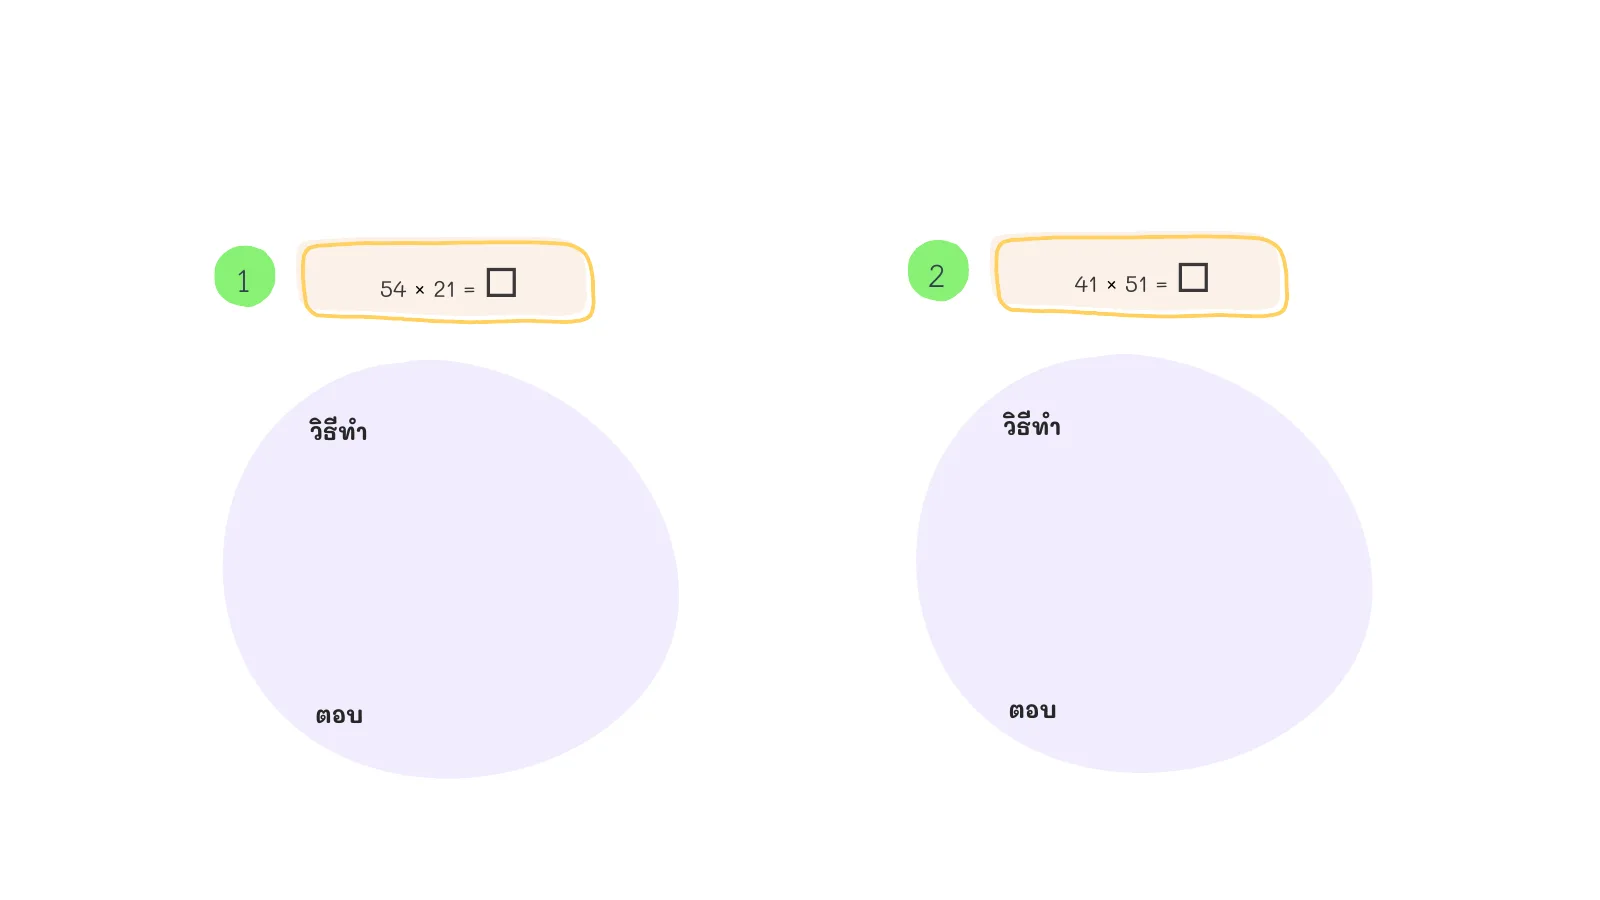 1
54 × 21 = □
วิธีทำ
ตอบ
2
41 × 51 = □
วิธีทำ
ตอบ